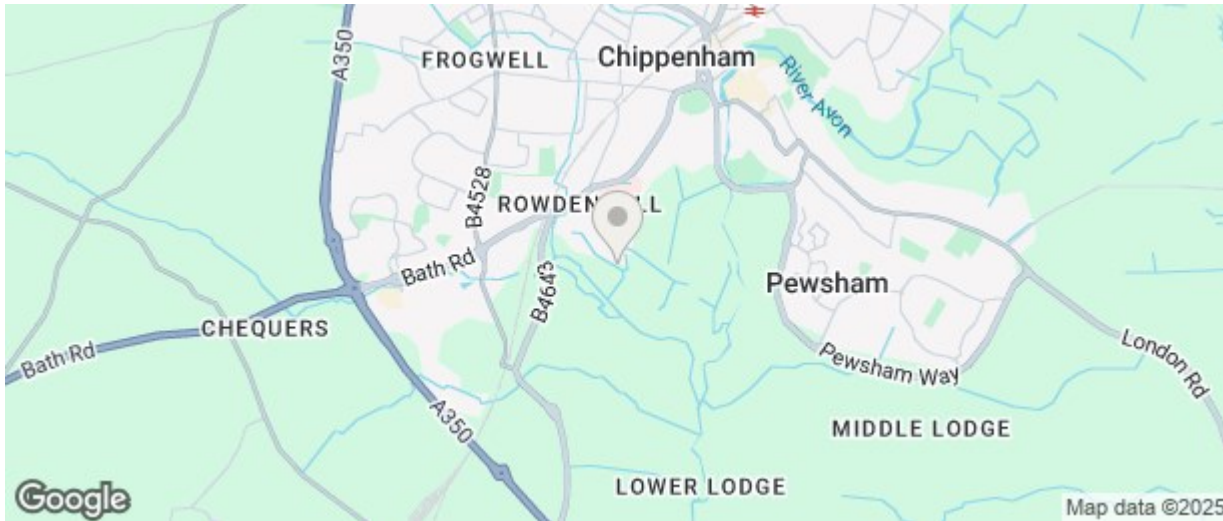 A350
FROGWELL
Chippenham
River Avon
B4528
ROWDEN
Bath Rd
B4643
Pewsham
CHEQUERS
Bath Rd
Pewsham Way
London Rd
A350
MIDDLE LODGE
LOWER LODGE
Google
Map data ©2025